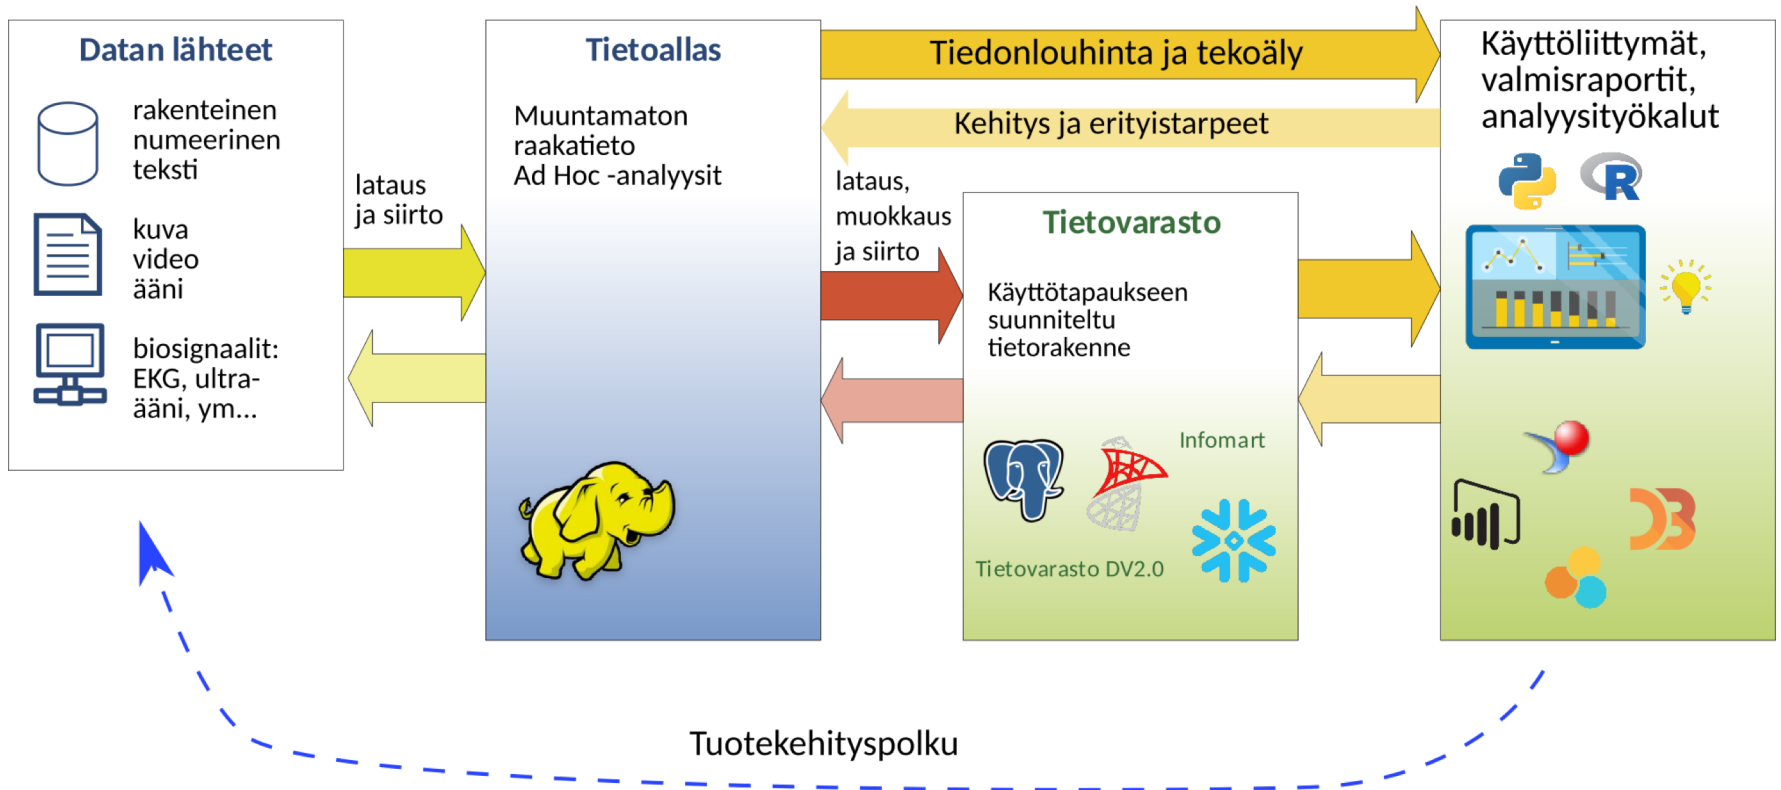 Datan lähteet
rakenteinen
numeerinen
teksti
kuva
video
ääni
biosignaalit:
EKG, ultra-
ääni, ym...
lataus
ja siirto
Tietoallas
Muuntamaton
raakatieto
Ad Hoc -analyysit
Tiedonlouhinta ja tekoäly
Kehitys ja erityistarpeet
lataus,
muokkaus
ja siirto
Tietovarasto
Käyttötapaukseen
suunniteltu
tietorakenne
Infomart
Tietovarasto DV2.0
Käyttöliittymät,
valmisraportit,
analyysityökalut
R
D3
Tuotekehityspolku